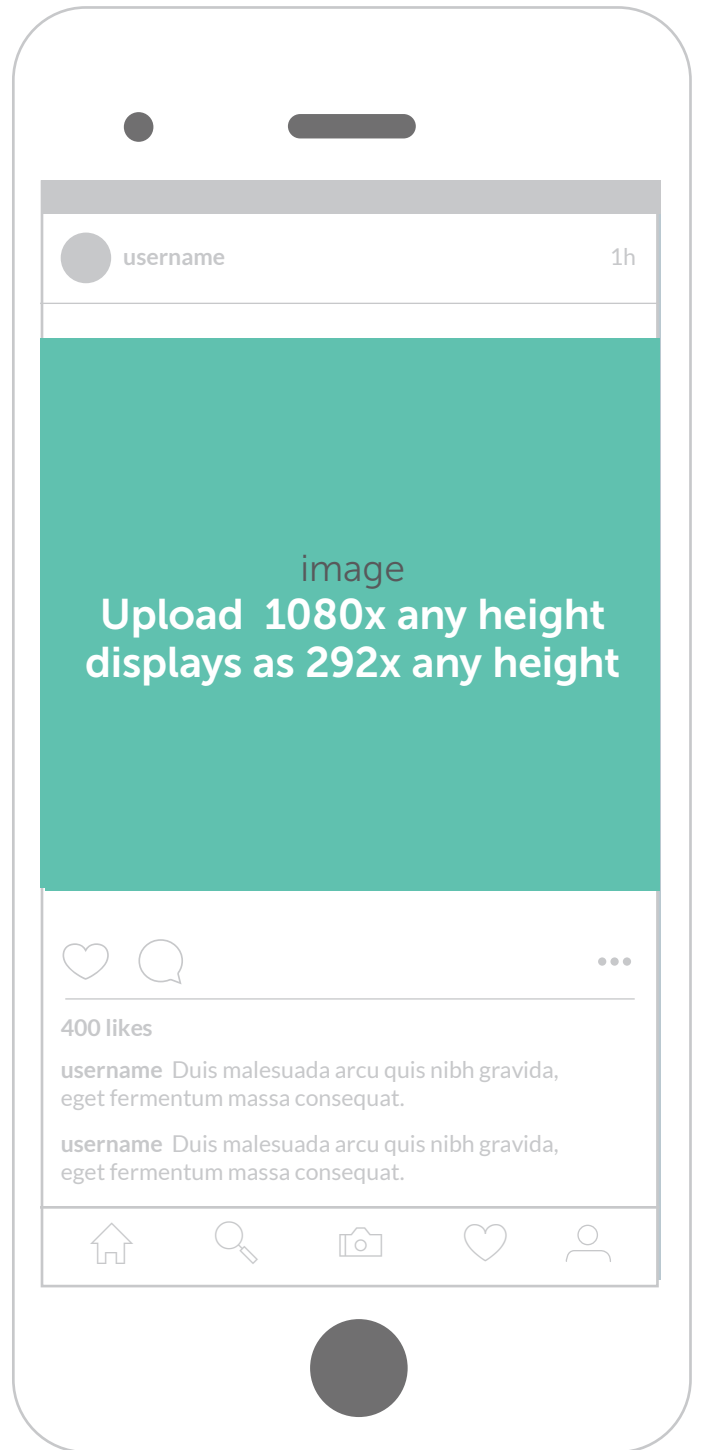 username 1h
image
Upload 1080x any height
displays as 292x any height
400 likes
username Duis malesuada arcu quis nibh gravida,
eget fermentum massa consequat.
username Duis malesuada arcu quis nibh gravida,
eget fermentum massa consequat.